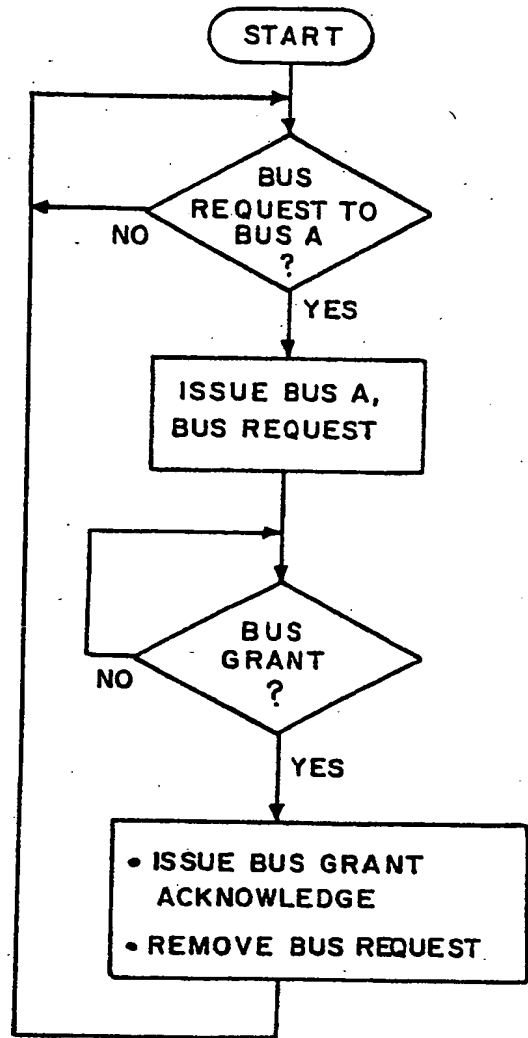 START
BUS
REQUEST TO
BUS A
?
NO
YES
ISSUE BUS A,
BUS REQUEST
BUS
GRANT
?
NO
YES
• ISSUE BUS GRANT
ACKNOWLEDGE
• REMOVE BUS REQUEST